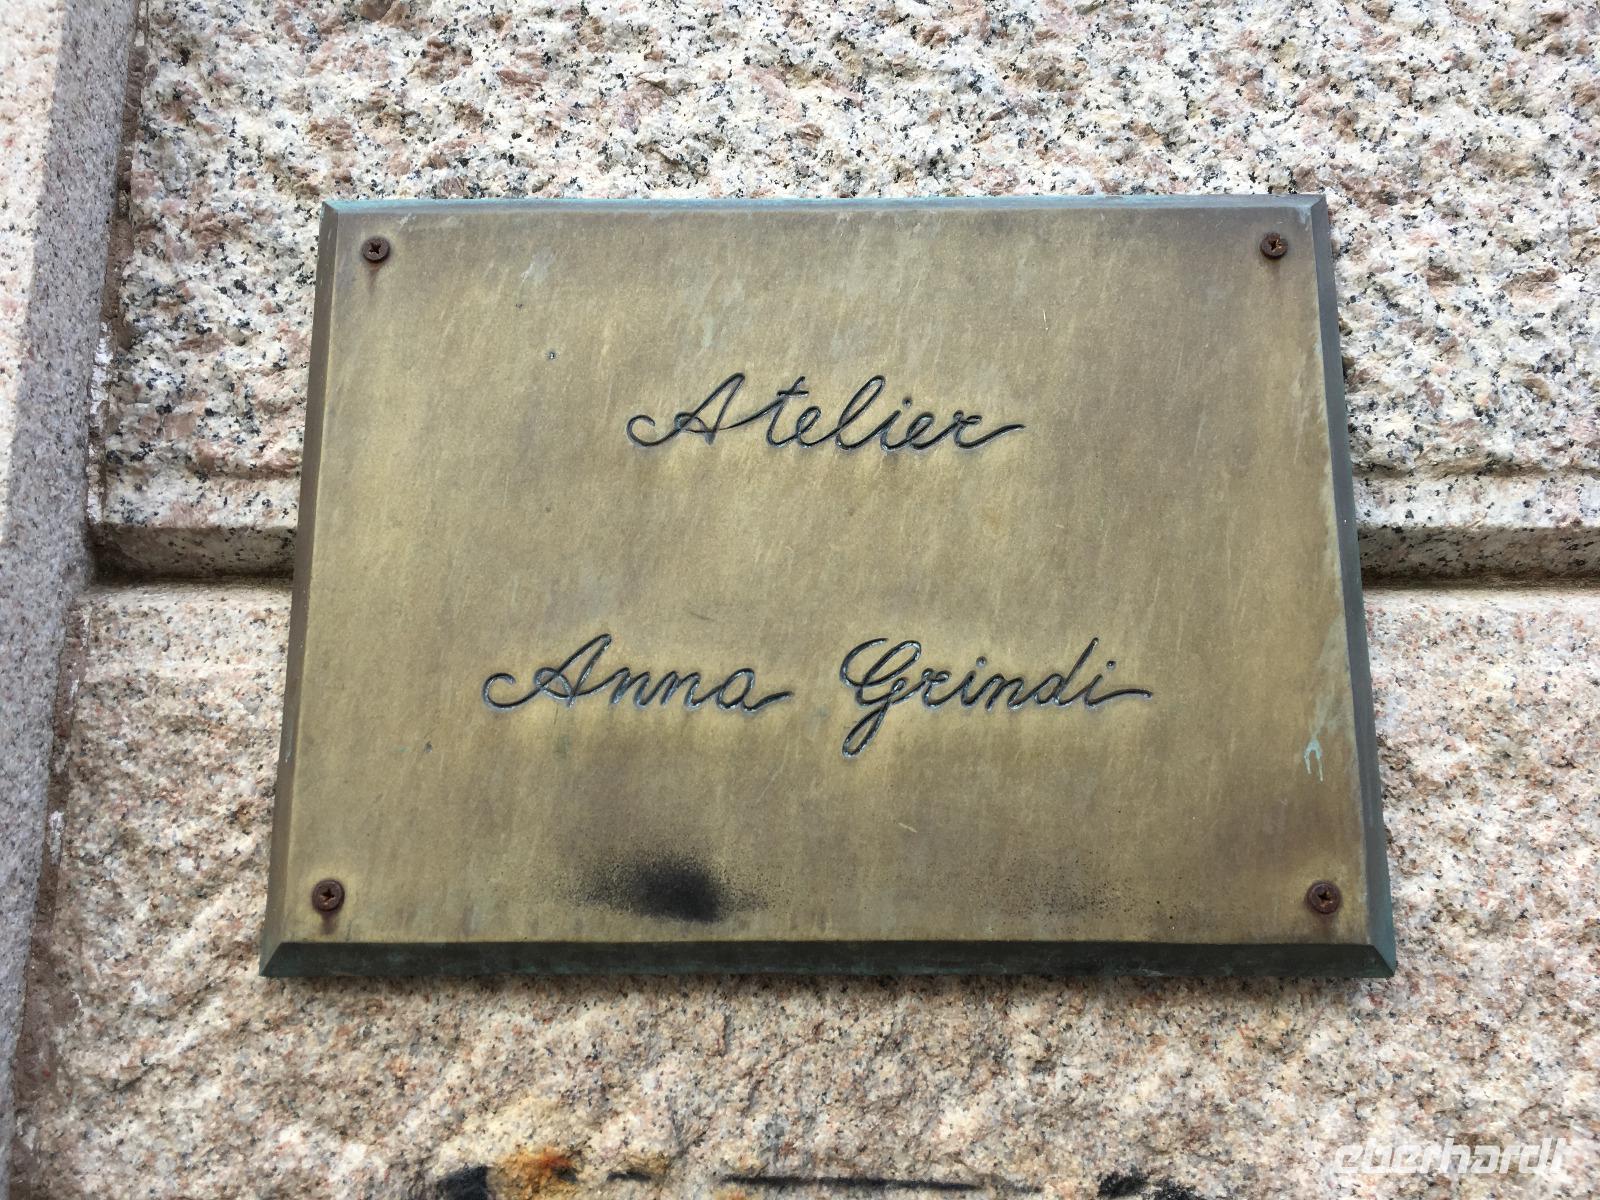 Atelier
Anna Grindi
eberhardt